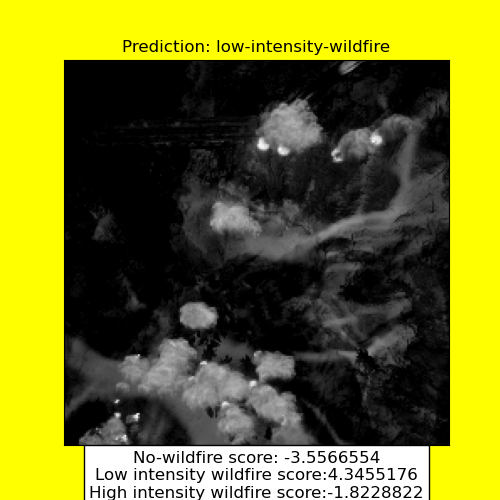 Prediction: low-intensity-wildfire
No-wildfire score: -3.5566554
Low intensity wildfire score:4.3455176
High intensity wildfire score:-1.8228822